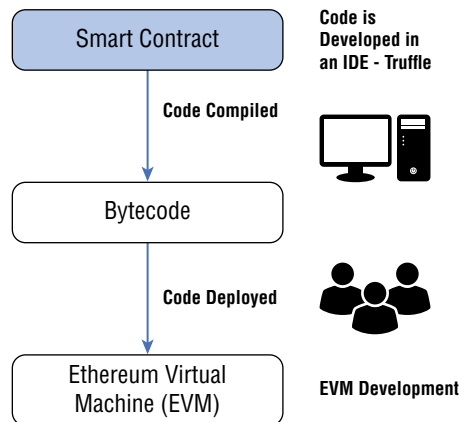 Smart Contract
Code is
Developed in
an IDE - Truffle
Code Compiled
Bytecode
Code Deployed
Ethereum Virtual
Machine (EVM)
EVM Development